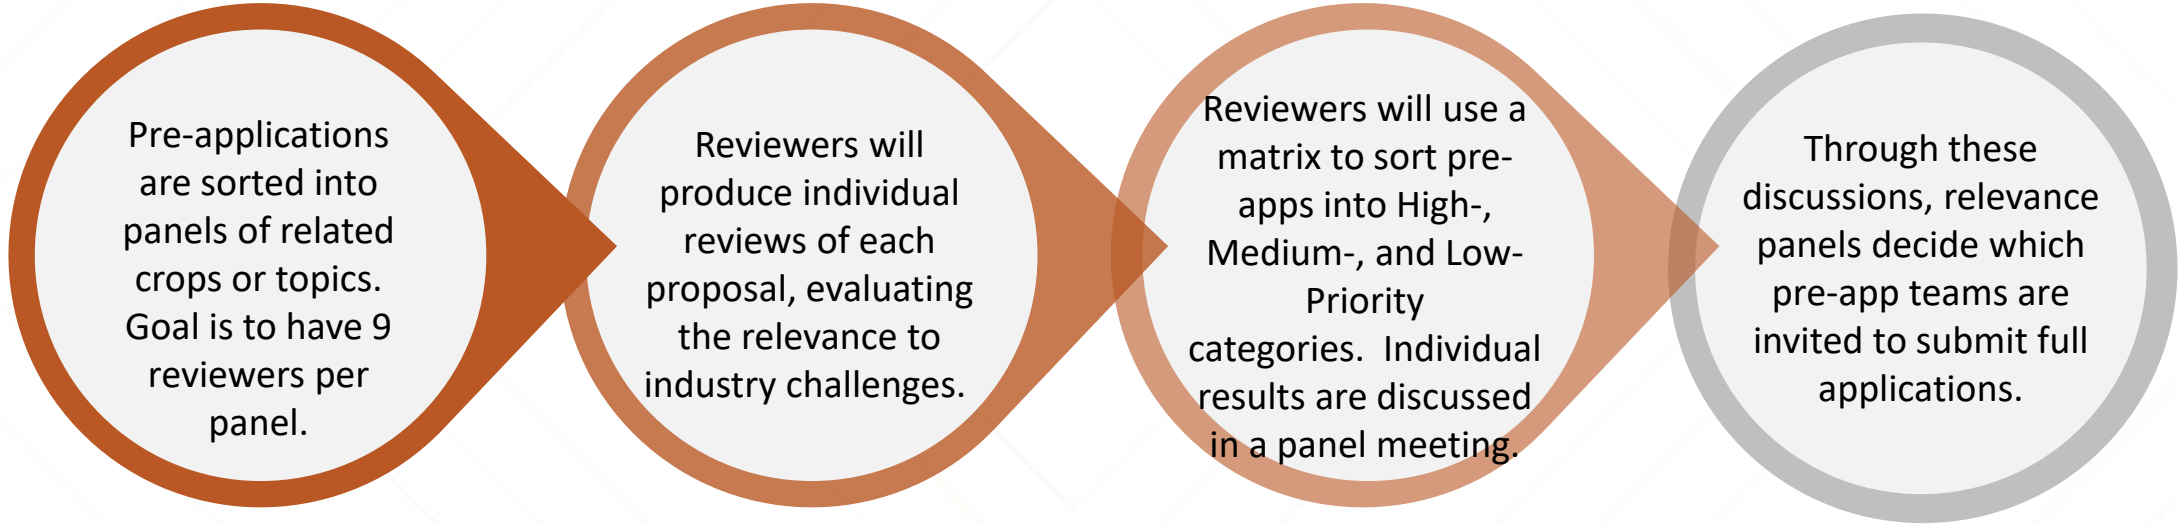 Pre-applications
are sorted into
panels of related
crops or topics.
Goal is to have 9
reviewers per
panel.
Reviewers will
produce individual
reviews of each
proposal, evaluating
the relevance to
industry challenges.
Reviewers will use a
matrix to sort pre-
apps into High-,
Medium-, and Low-
Priority
categories.  Individual
results are discussed
in a panel meeting.
Through these
discussions, relevance
panels decide which
pre-app teams are
invited to submit full
applications.